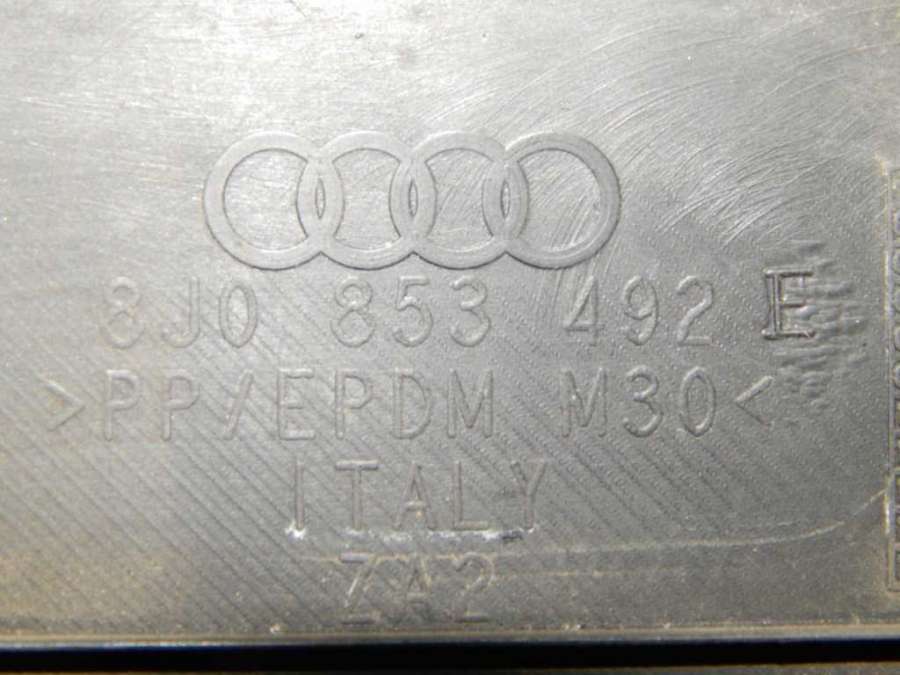 8J0 853 492 E
>PP/EPDM M30<
ITALY
ZA2